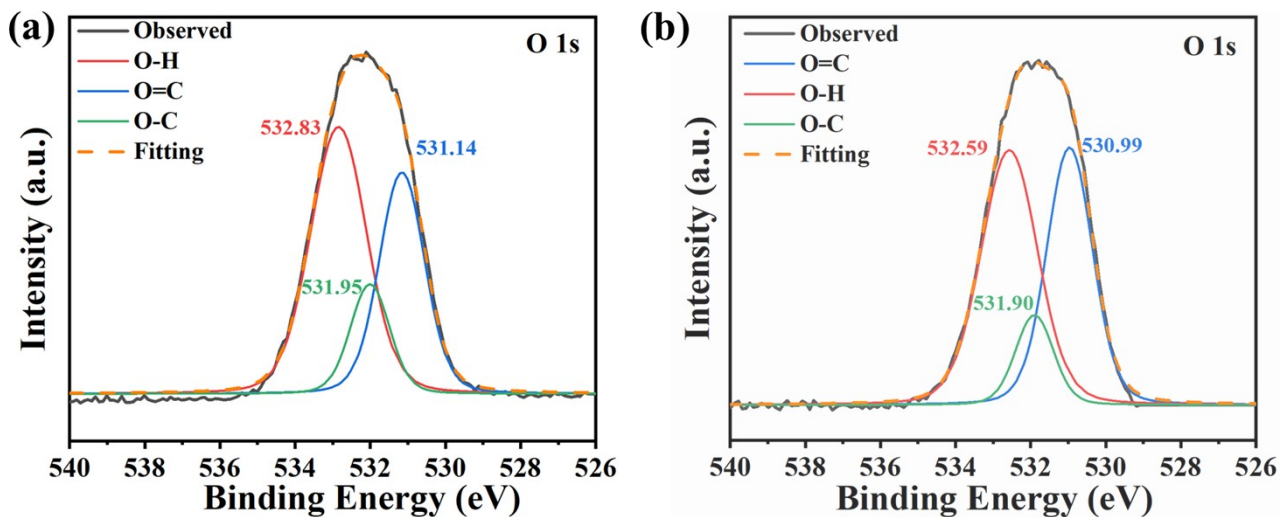 (a)
Observed
O-H
O=C
O-C
Fitting
O 1s
532.83
531.14
531.95
Intensity (a.u.)
540 538 536 534 532 530 528 526
Binding Energy (eV)
(b)
Observed
O=C
O-H
O-C
Fitting
O 1s
532.59
530.99
531.90
Intensity (a.u.)
540 538 536 534 532 530 528 526
Binding Energy (eV)